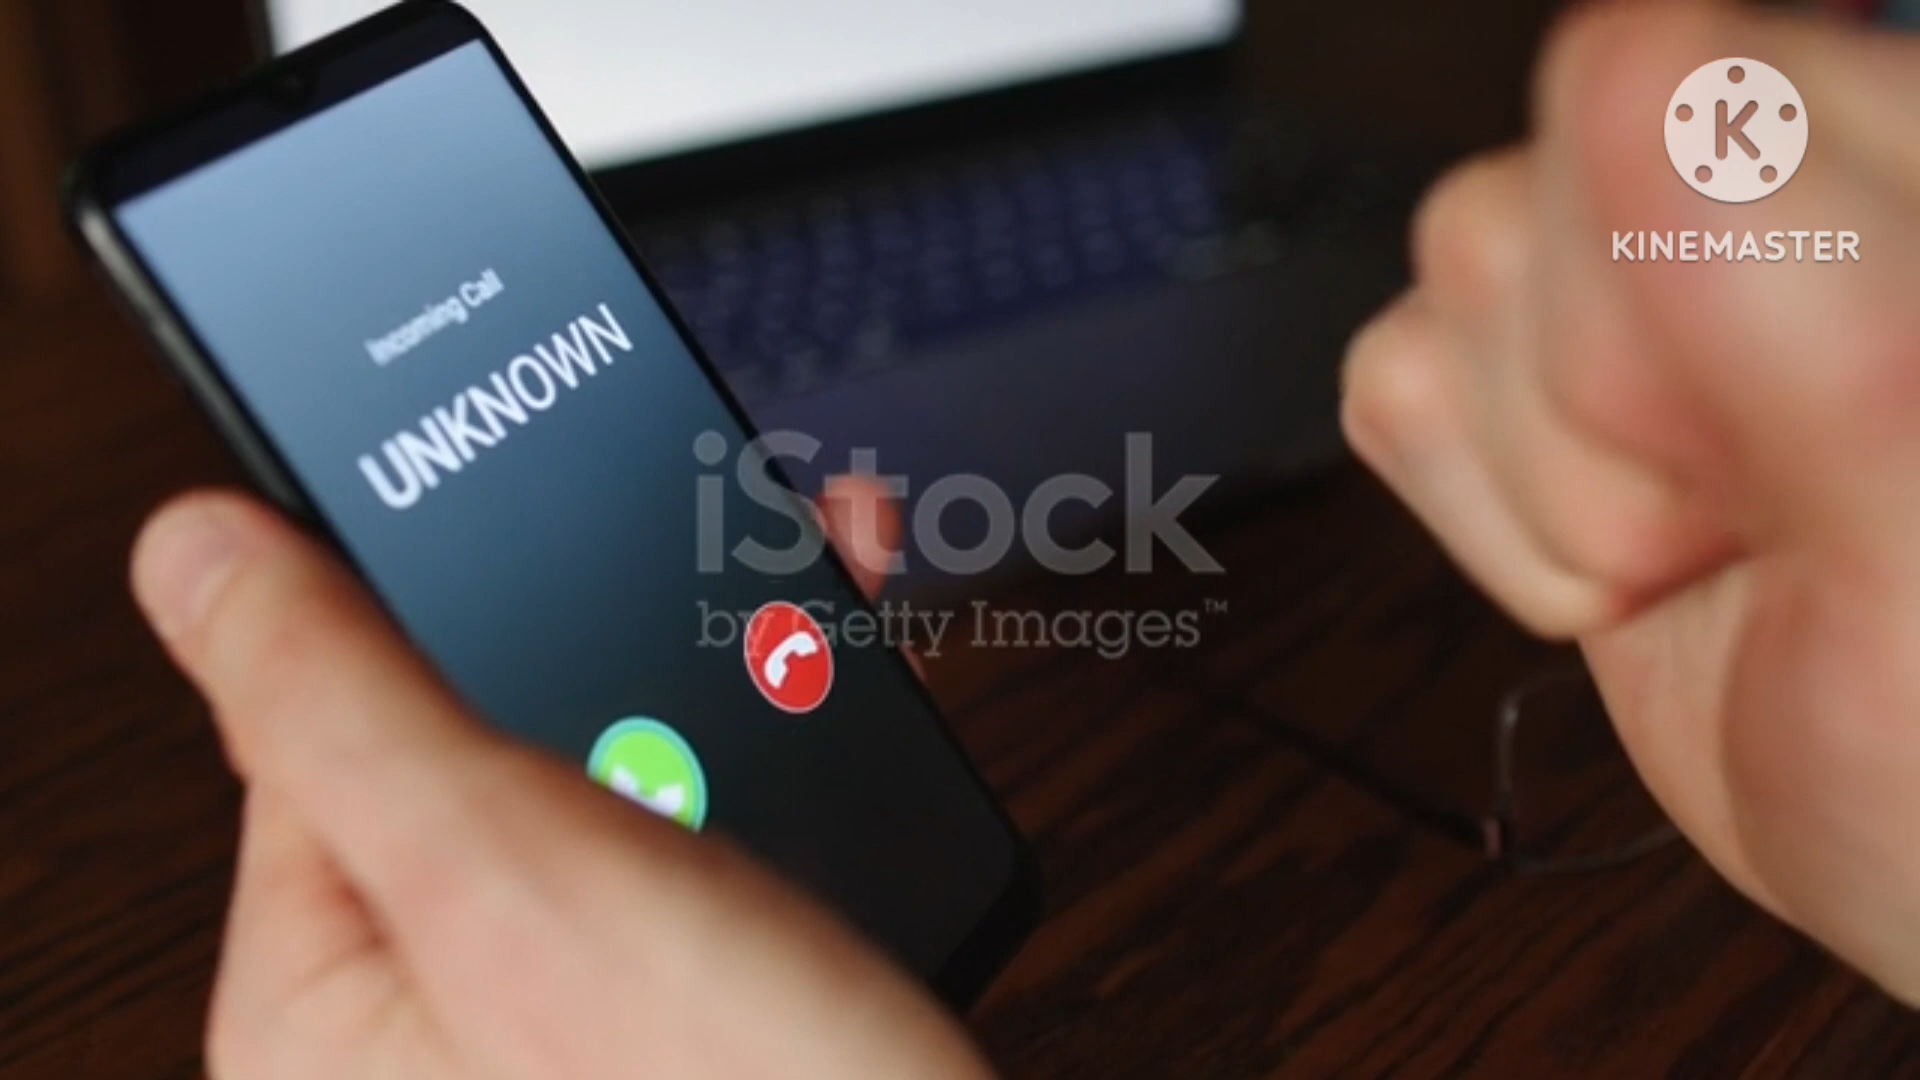 K
KINEMASTER
Incoming Call
UNKNOWN
iStock
by Getty Images™